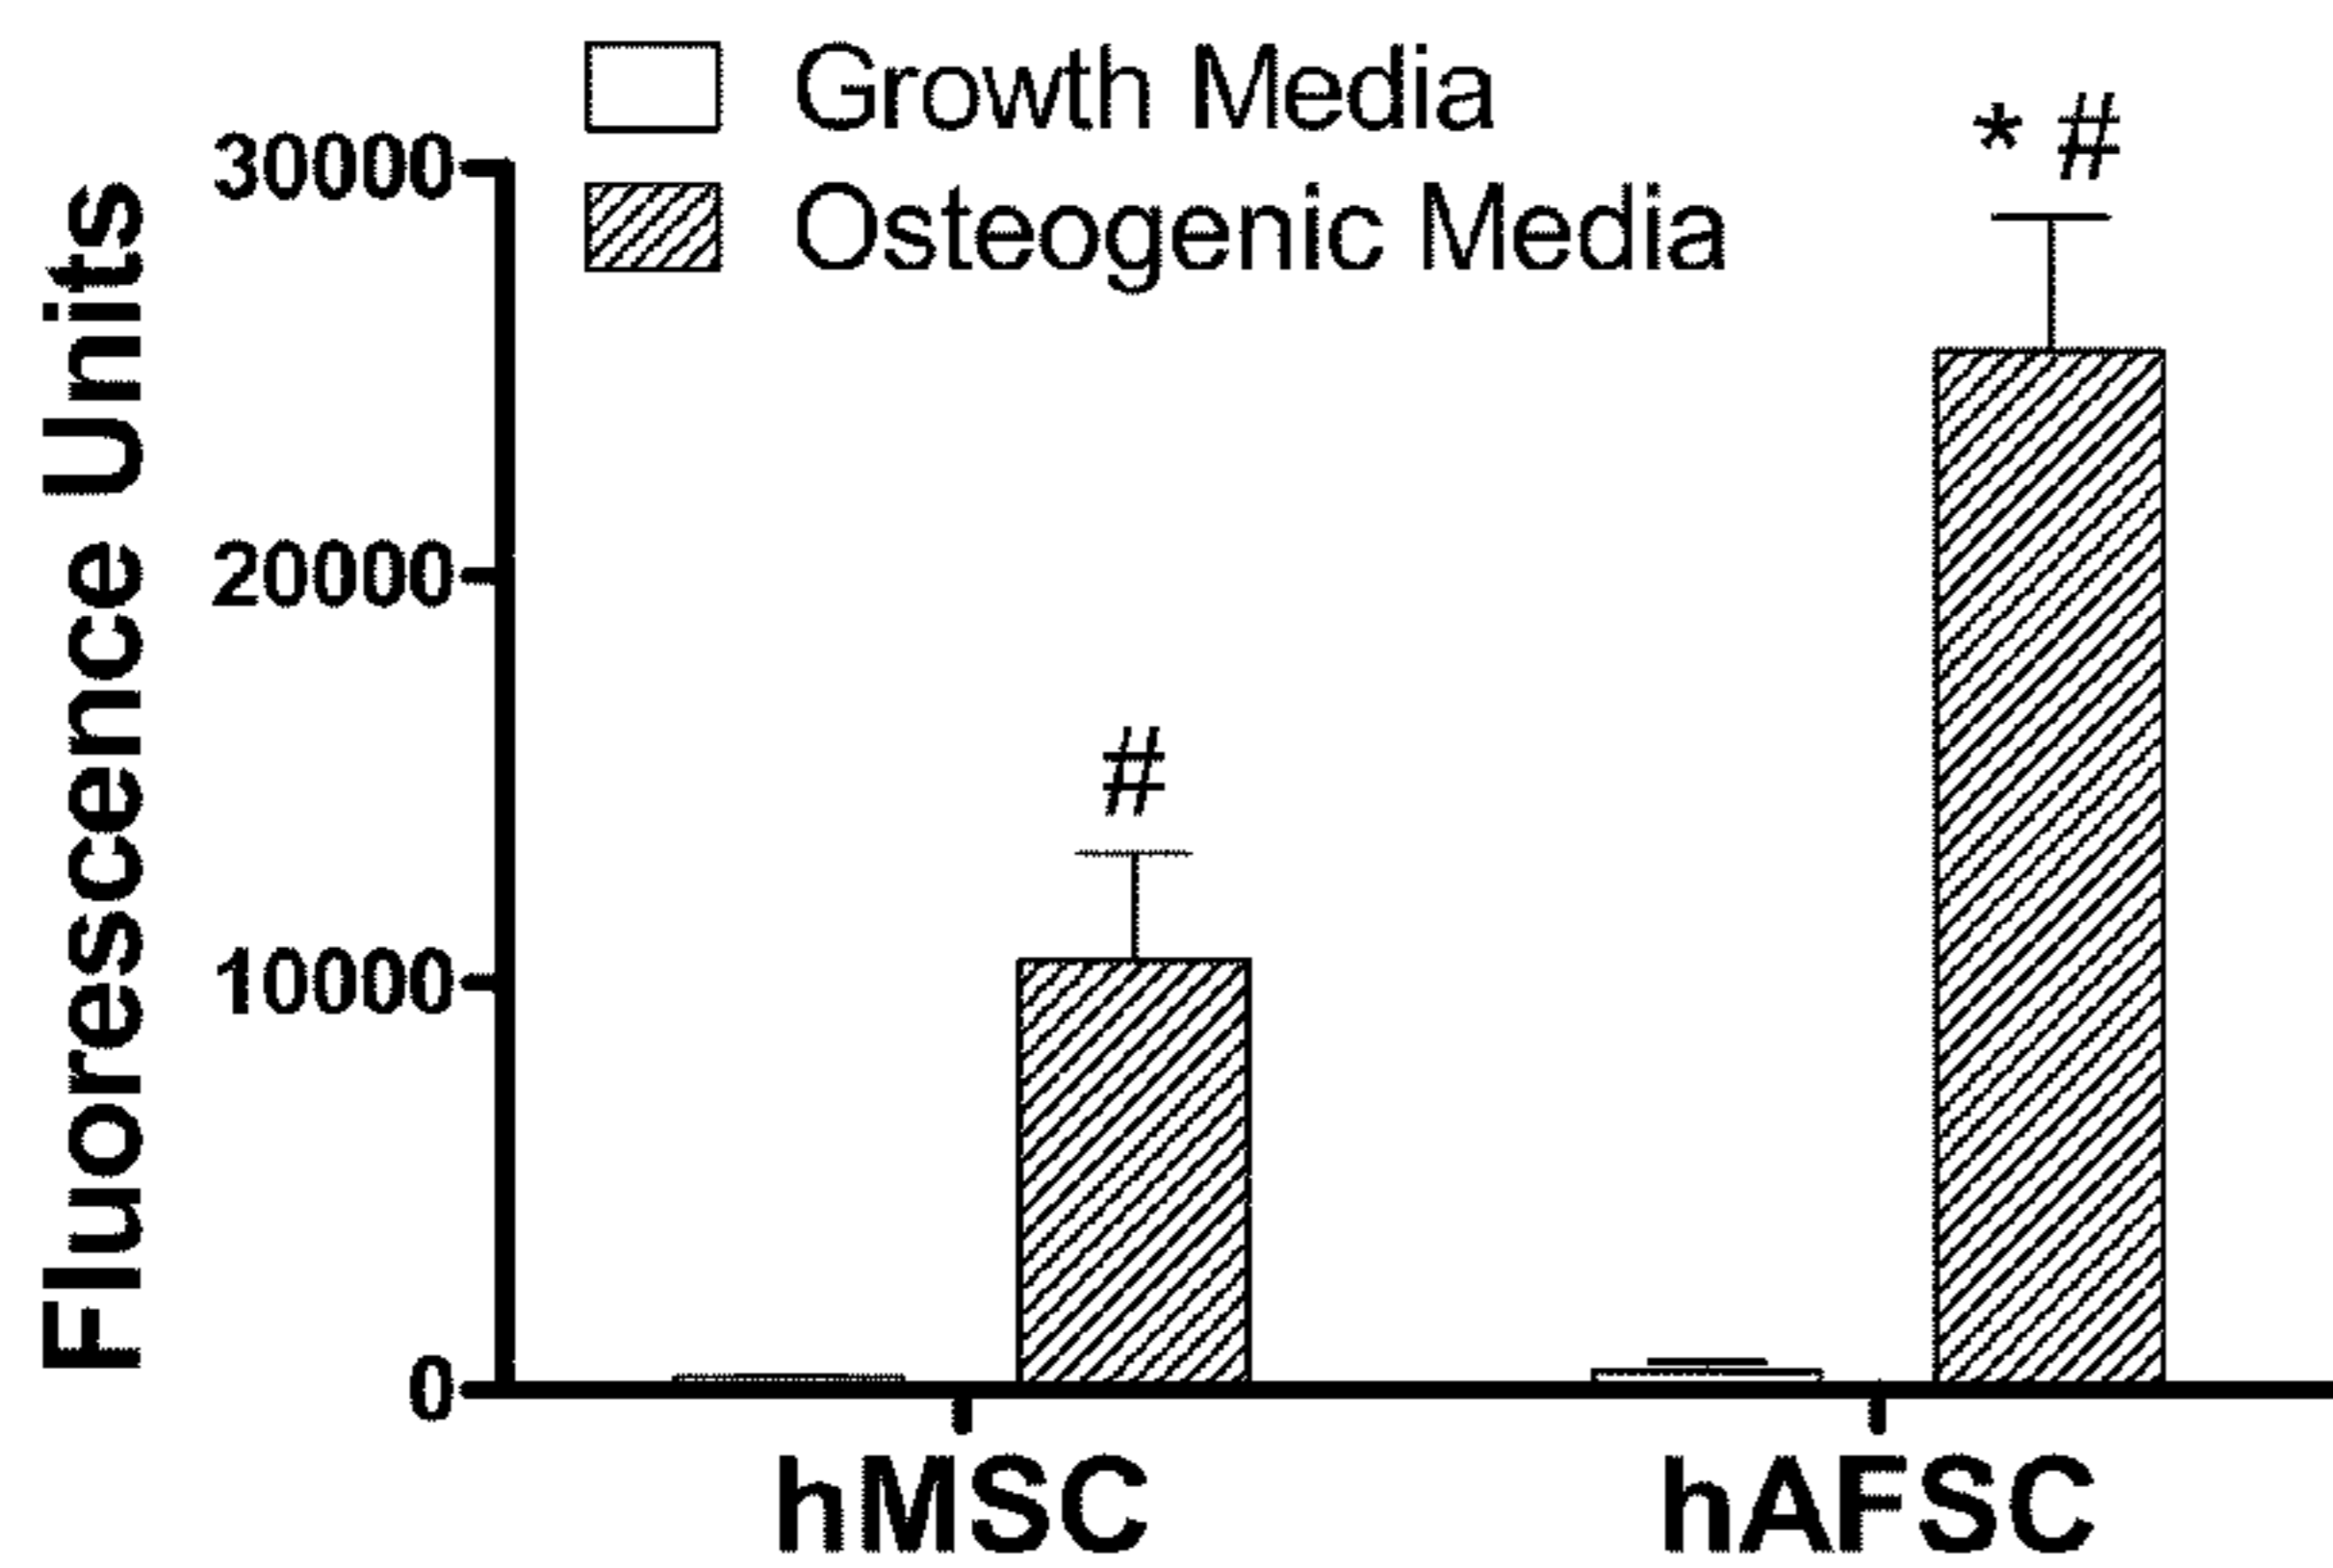 Growth Media
Osteogenic Media
Fluorescence Units
30000
20000
10000
0
* #
#
hMSC
hAFSC